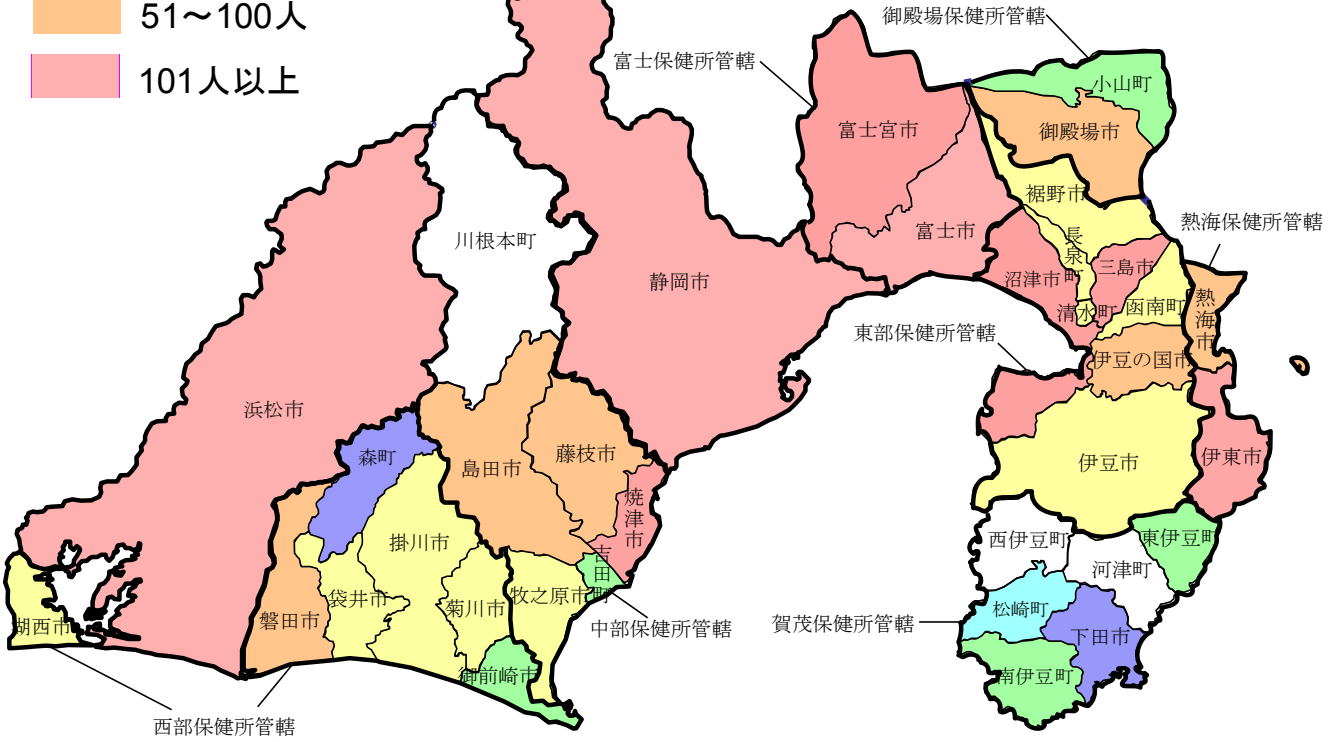 51～100人
101人以上
御殿場保健所管轄
富士保健所管轄
小山町
富士宮市
御殿場市
裾野市
熱海保健所管轄
川根本町
富士市
長泉町
三島市
静岡市
沼津市
清水町
函南町
熱海市
東部保健所管轄
伊豆の国市
浜松市
森町
島田市
藤枝市
伊豆市
伊東市
焼津市
掛川市
西伊豆町
東伊豆町
河津町
吉田町
袋井市
菊川市
牧之原市
松崎町
湖西市
磐田市
中部保健所管轄
賀茂保健所管轄
下田市
御前崎市
南伊豆町
西部保健所管轄